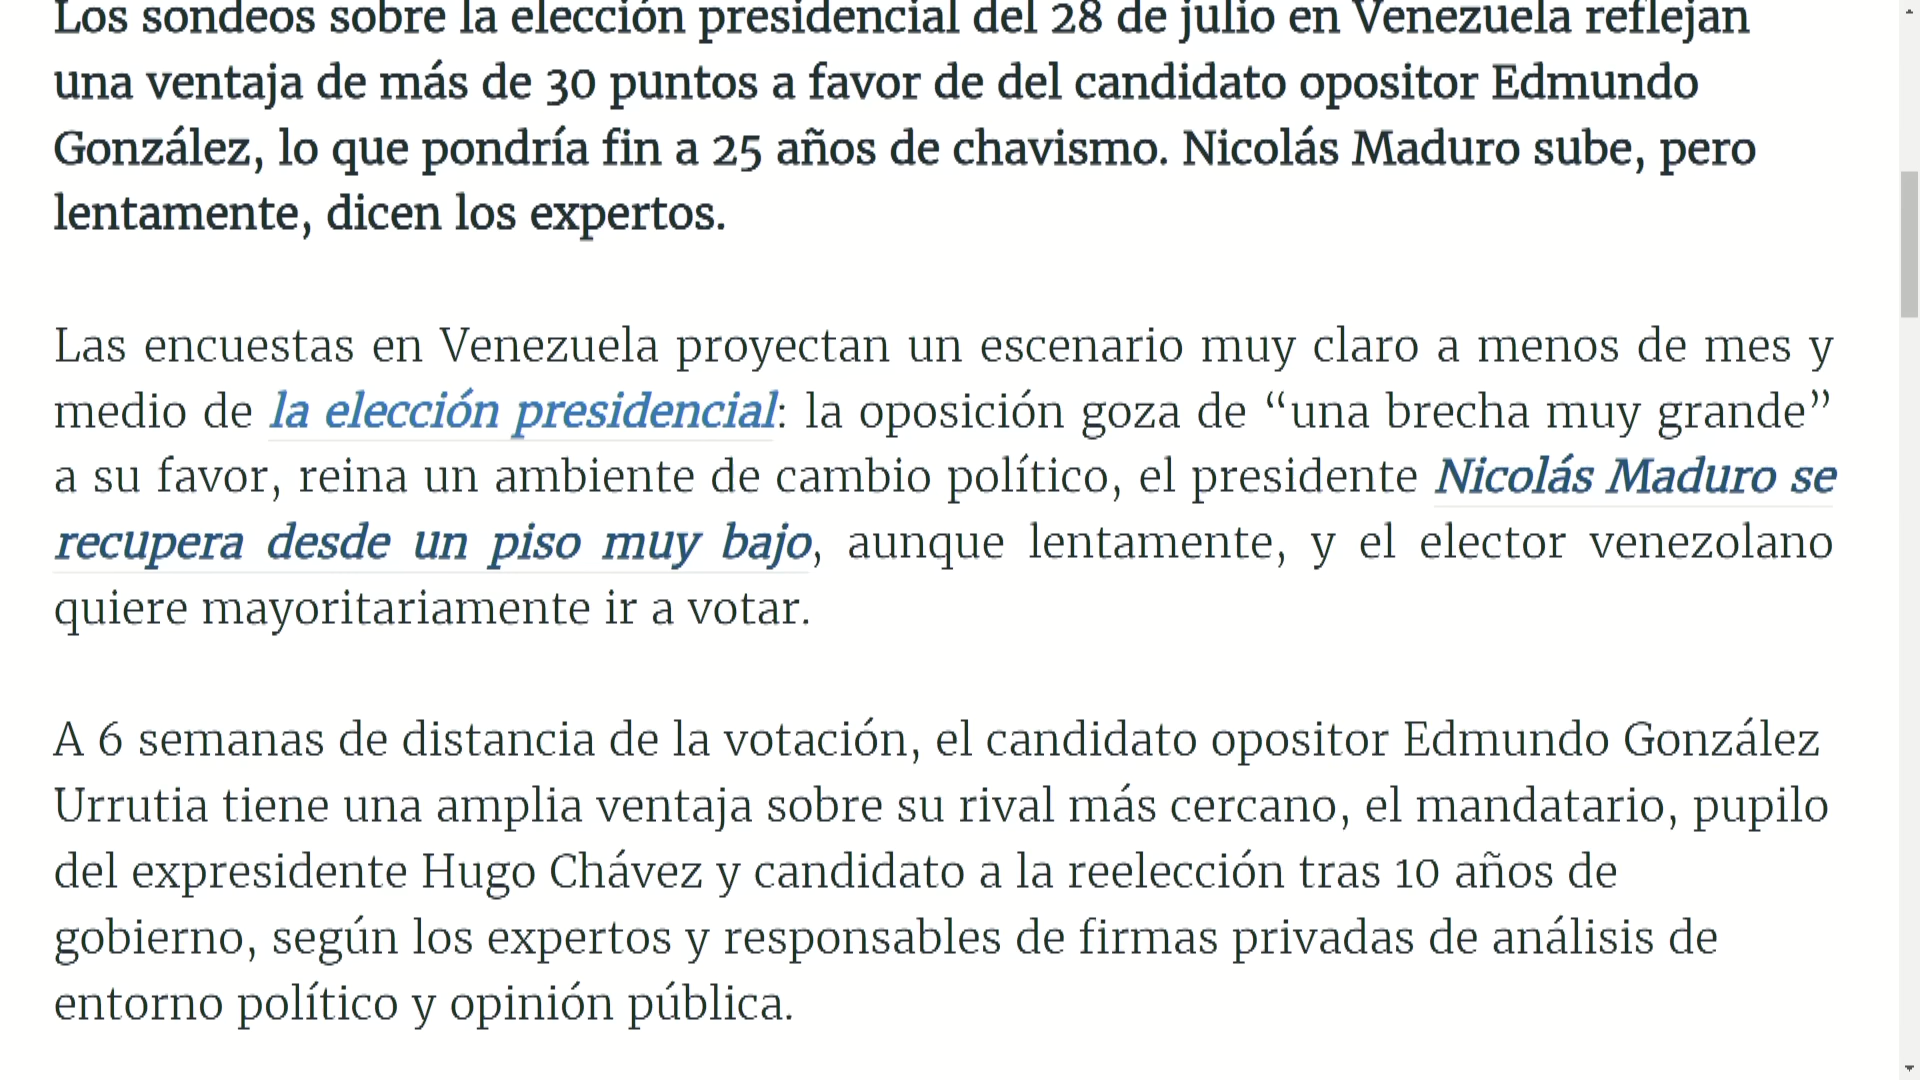 Los sondeos sobre la elección presidencial del 28 de julio en Venezuela reflejan
una ventaja de más de 30 puntos a favor de del candidato opositor Edmundo
González, lo que pondría fin a 25 años de chavismo. Nicolás Maduro sube, pero
lentamente, dicen los expertos.
Las encuestas en Venezuela proyectan un escenario muy claro a menos de mes y
medio de la elección presidencial: la oposición goza de “una brecha muy grande”
a su favor, reina un ambiente de cambio político, el presidente Nicolás Maduro se
recupera desde un piso muy bajo, aunque lentamente, y el elector venezolano
quiere mayoritariamente ir a votar.
A 6 semanas de distancia de la votación, el candidato opositor Edmundo González
Urrutia tiene una amplia ventaja sobre su rival más cercano, el mandatario, pupilo
del expresidente Hugo Chávez y candidato a la reelección tras 10 años de
gobierno, según los expertos y responsables de firmas privadas de análisis de
entorno político y opinión pública.